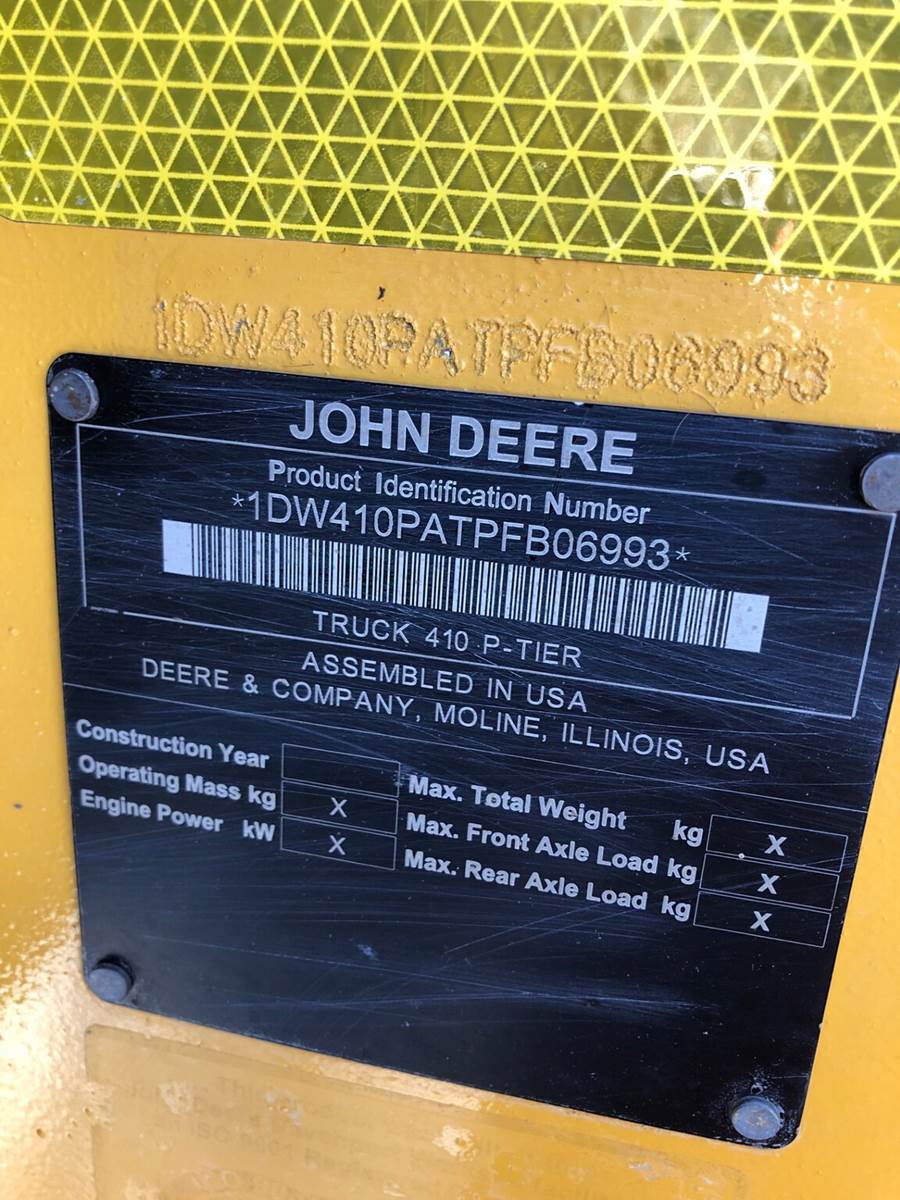 1DW410PATPFB06993
JOHN DEERE
Product Identification Number
*1DW410PATPFB06993*
TRUCK 410 P-TIER
ASSEMBLED IN USA
DEERE & COMPANY, MOLINE, ILLINOIS, USA
Construction Year
Operating Mass kg X
Engine Power kW X
Max. Total Weight kg X
Max. Front Axle Load kg X
Max. Rear Axle Load kg X